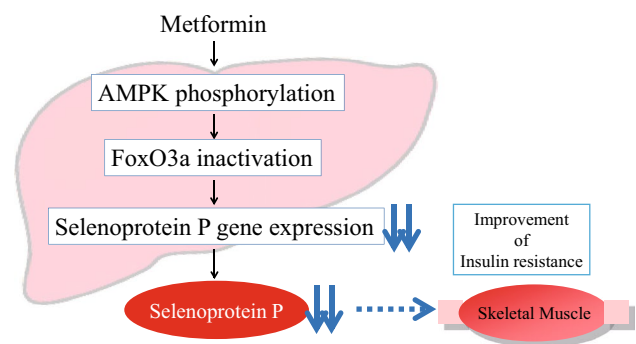 Metformin
AMPK phosphorylation
FoxO3a inactivation
Selenoprotein P gene expression
Improvement
of
Insulin resistance
Selenoprotein P
Skeletal Muscle